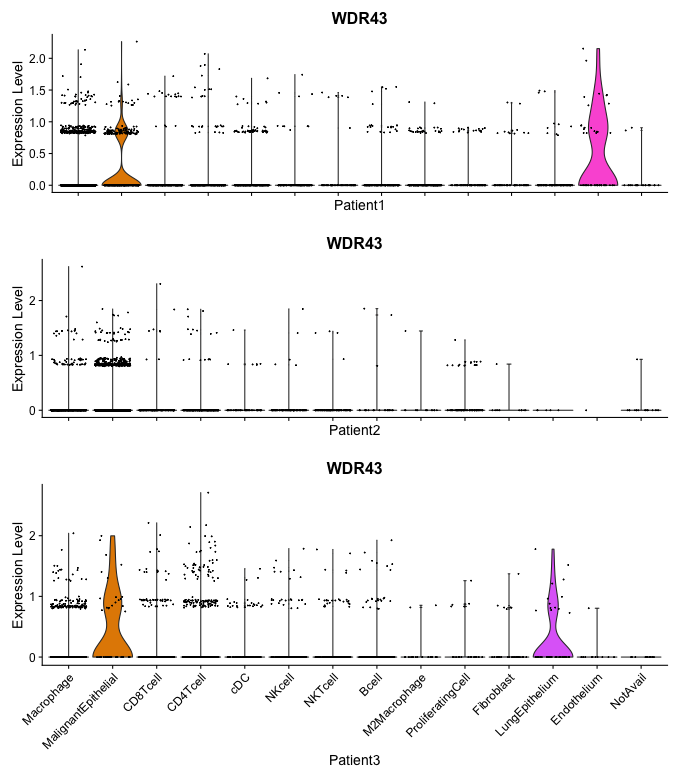 WDR43
Expression Level
2.0
1.5
1.0
0.5
0.0
Patient1
WDR43
Expression Level
2
1
0
Patient2
WDR43
Expression Level
2
1
0
Macrophage
MalignantEpithelial
CD8Tcell
CD4Tcell
cDC
NKcell
NKTcell
Bcell
M2Macrophage
ProliferatingCell
Fibroblast
LungEpithelium
Endothelium
NotAvail
Patient3